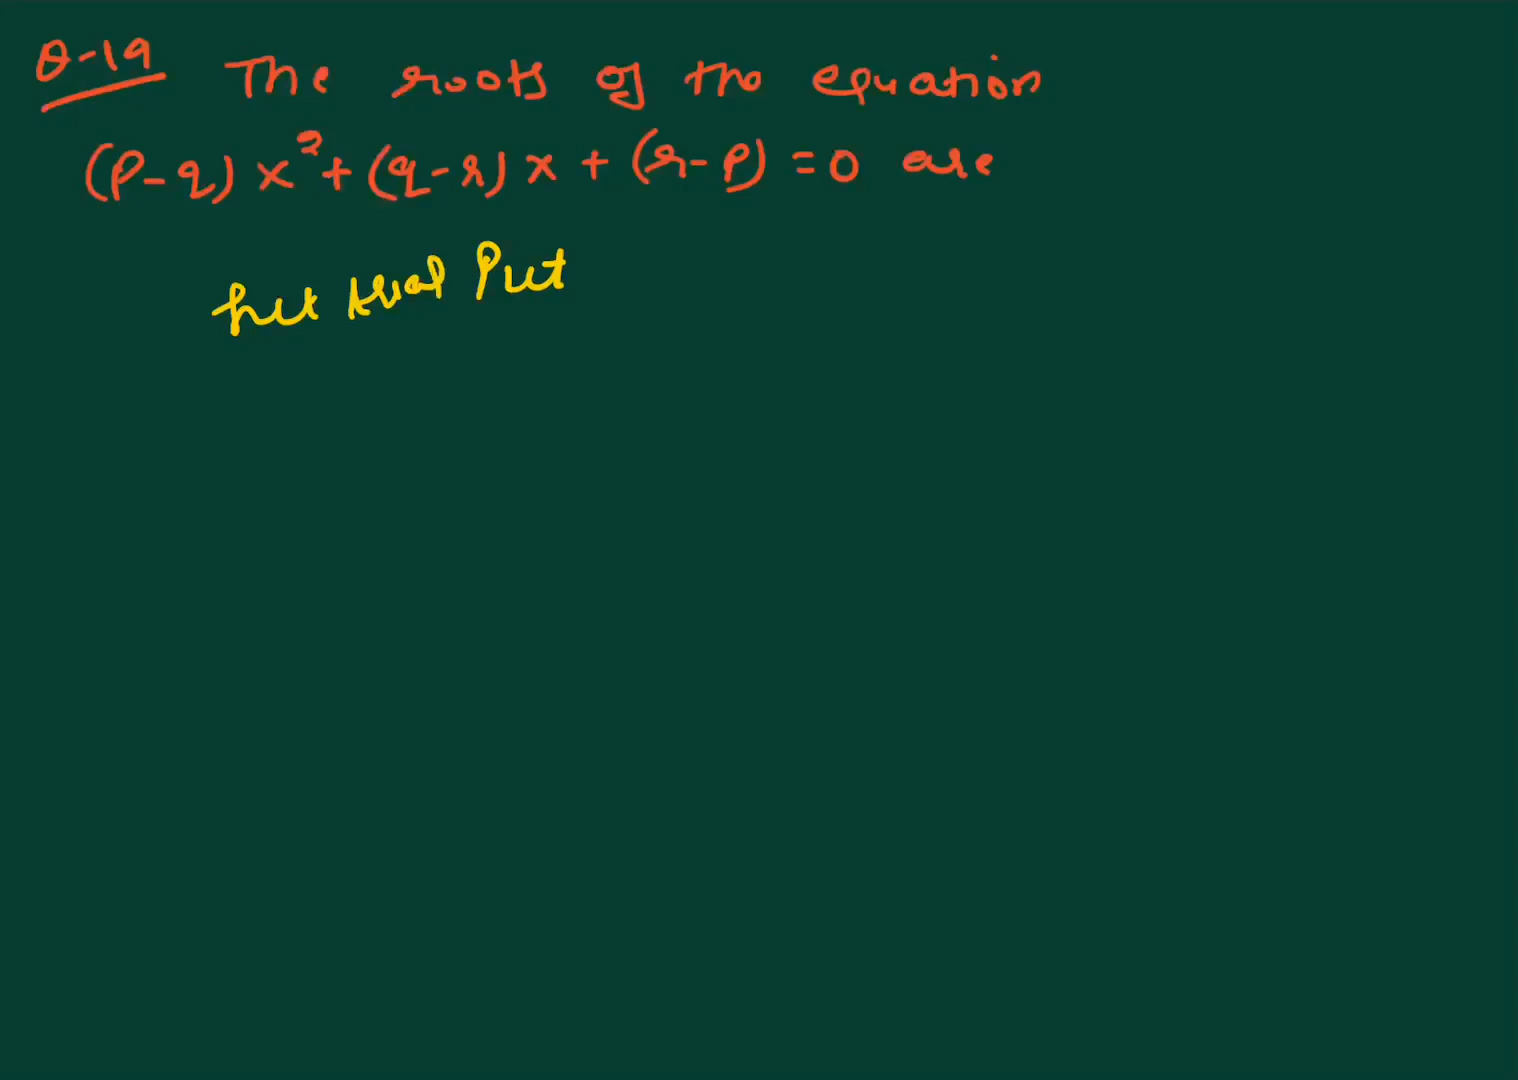 Q-19 The roots of the equation
(p-q)x²+(q-r)x+(r-p)=0 are
Put